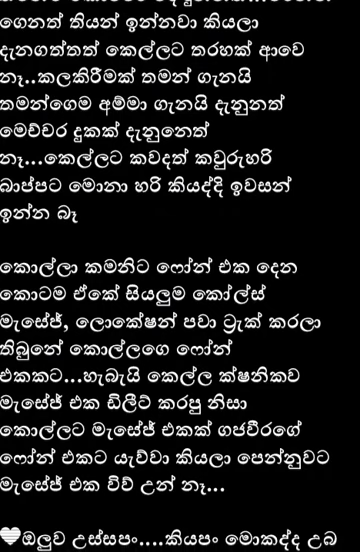 ගෙනත් තියන් ඉන්නවා කියලා
දැනගත්තත් කෙල්ලට තරහක් ආවෙ
නෑ..කලකිරීමක් තමන් ගැනයි
තමන්ගෙම අම්මා ගැනයි දැනුනත්
මෙච්චර දුකක් දැනුනෙත්
නෑ...කෙල්ලට කවදත් කවුරුහරි
බාප්පට මොනා හරි කියද්දි ඉවසන්
ඉන්න බෑ
කොල්ලා කමනිට ෆෝන් එක දෙන
කොටම ඒකේ සියලුම කෝල්ස්
මැසේජ්, ලොකේෂන් පවා ට්‍රැක් කරලා
තිබුනේ කොල්ලගෙ ෆෝන්
එකකට...හැබැයි කෙල්ල ක්ෂනිකව
මැසේජ් එක ඩිලීට් කරපු නිසා
කොල්ලට මැසේජ් එකක් ගජවීරගේ
ෆෝන් එකට යැව්වා කියලා පෙන්නුවට
මැසේජ් එක විව් උන් නෑ...
🤍ඔලුව උස්සපං....කියපං මොකද්ද උබ